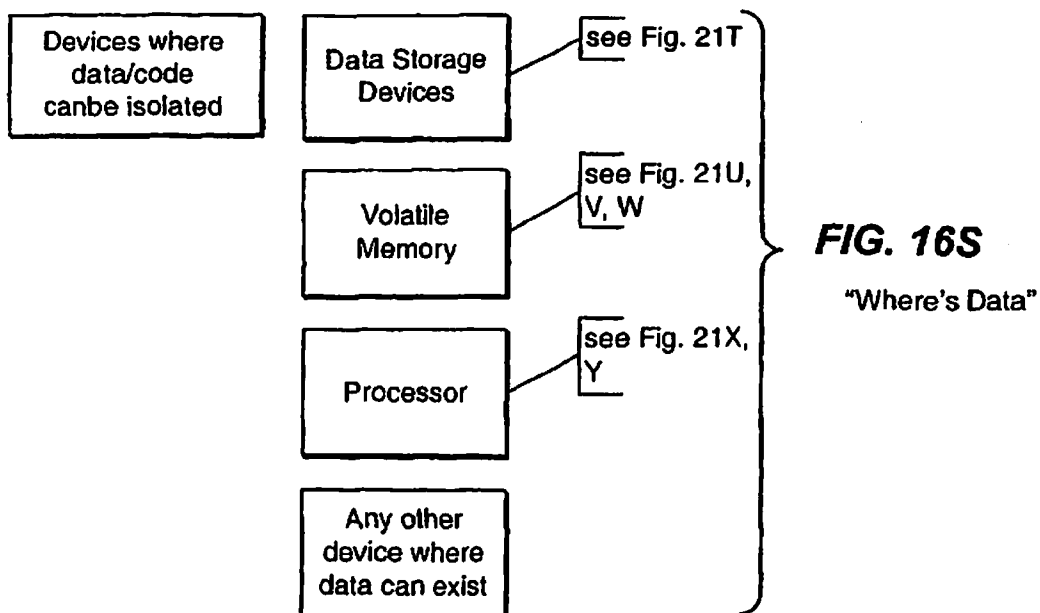 Devices where
data/code
canbe isolated
Data Storage
Devices
see Fig. 21T
Volatile
Memory
see Fig. 21U,
V, W
Processor
see Fig. 21X,
Y
Any other
device where
data can exist
FIG. 16S
“Where's Data”